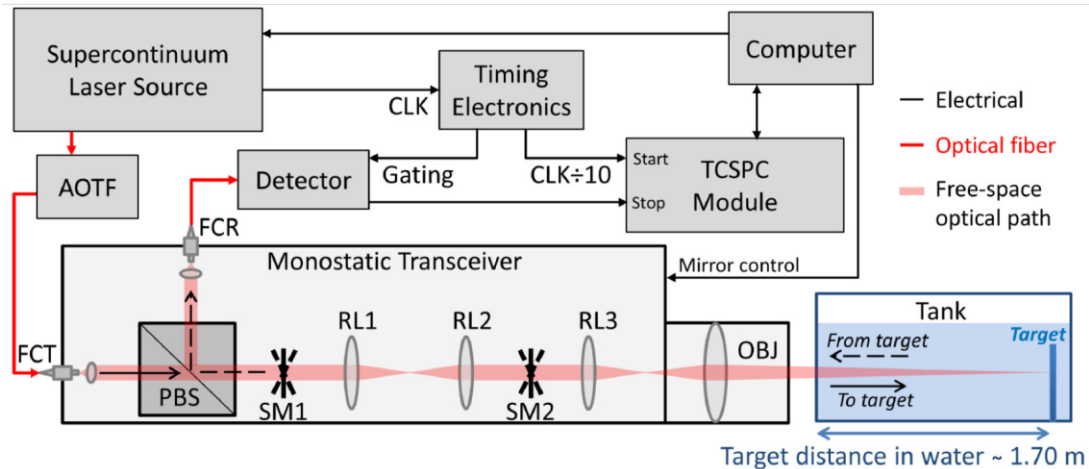 Supercontinuum
Laser Source
Timing
Electronics
Computer
CLK
Electrical
Optical fiber
Free-space
optical path
AOTF
Detector
Gating
CLK÷10
Start
Stop
TCSPC
Module
FCR
Monostatic Transceiver
Mirror control
Tank
FCT
RL1
RL2
RL3
OBJ
From target
Target
To target
PBS
SM1
SM2
Target distance in water ~ 1.70 m